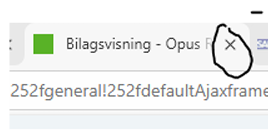 Bilagsvisning - Opus
252fgeneral!252fdefaultAjaxframe